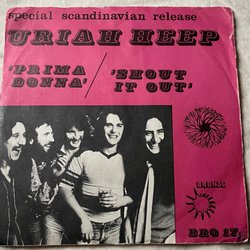 special scandinavian release
URIAH HEEP
'PRIMA DONNA' / 'SHOUT IT OUT'
BRONZE
BRO 17